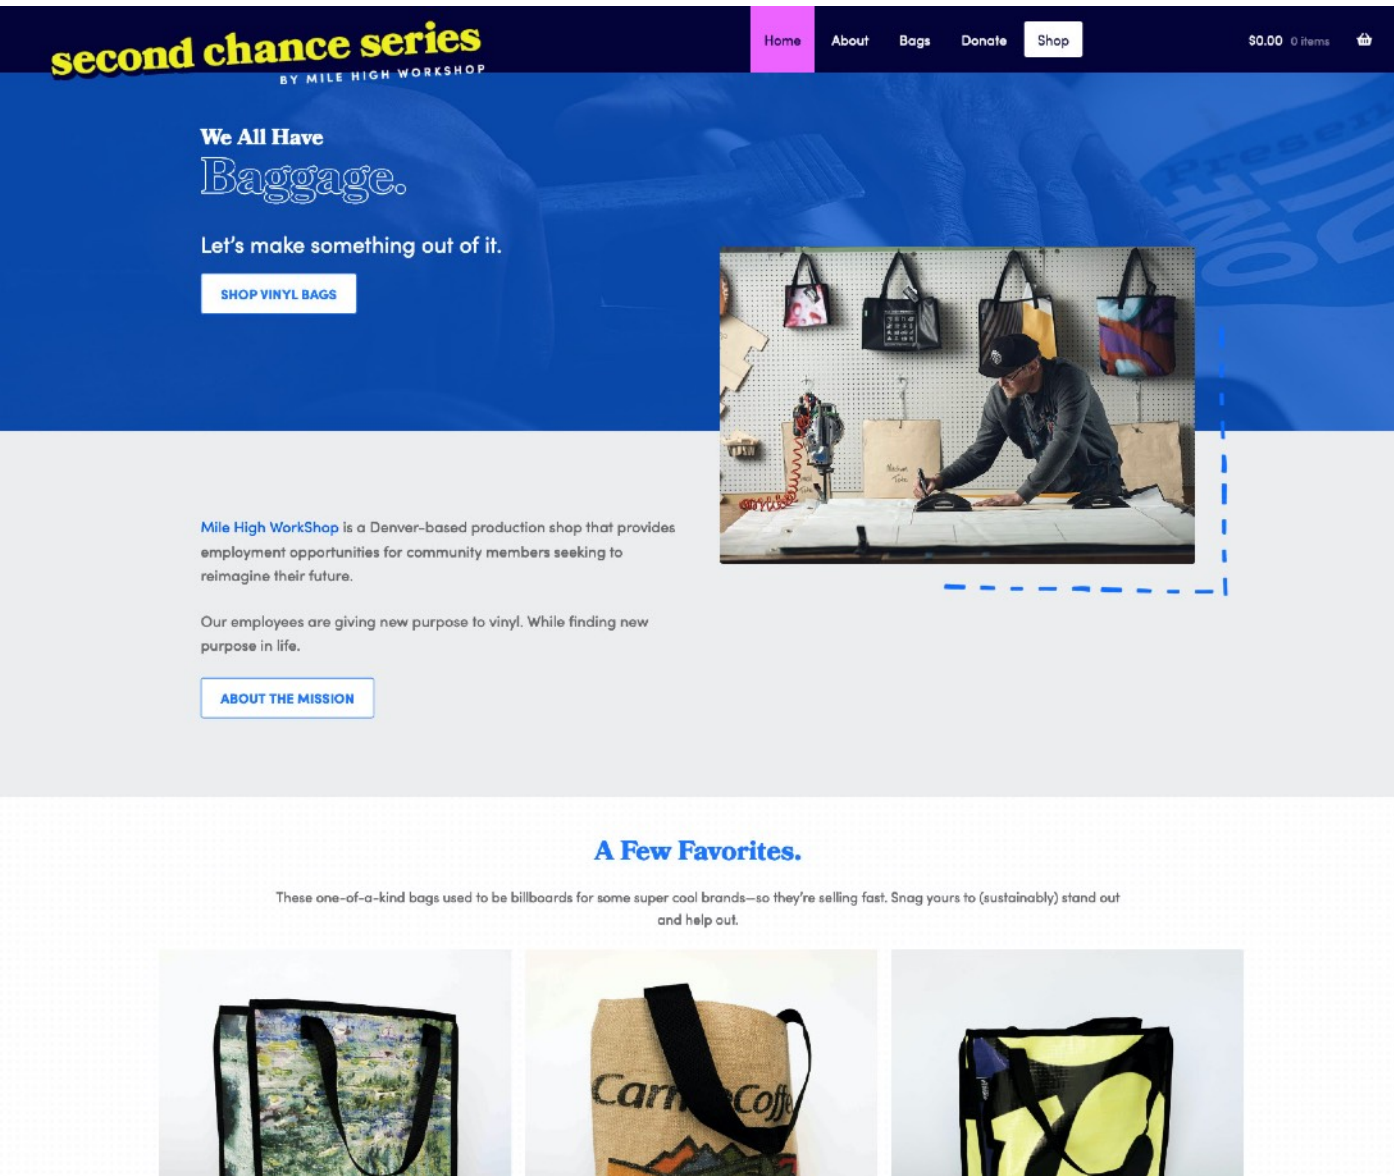 second chance series
BY MILE HIGH WORKSHOP
Home About Bags Donate Shop
$0.00 0 items
We All Have
Baggage.
Let's make something out of it.
SHOP VINYL BAGS
Mile High WorkShop is a Denver-based production shop that provides
employment opportunities for community members seeking to
reimagine their future.
Our employees are giving new purpose to vinyl. While finding new
purpose in life.
ABOUT THE MISSION
A Few Favorites.
These one-of-a-kind bags used to be billboards for some super cool brands—so they're selling fast. Snag yours to (sustainably) stand out
and help out.